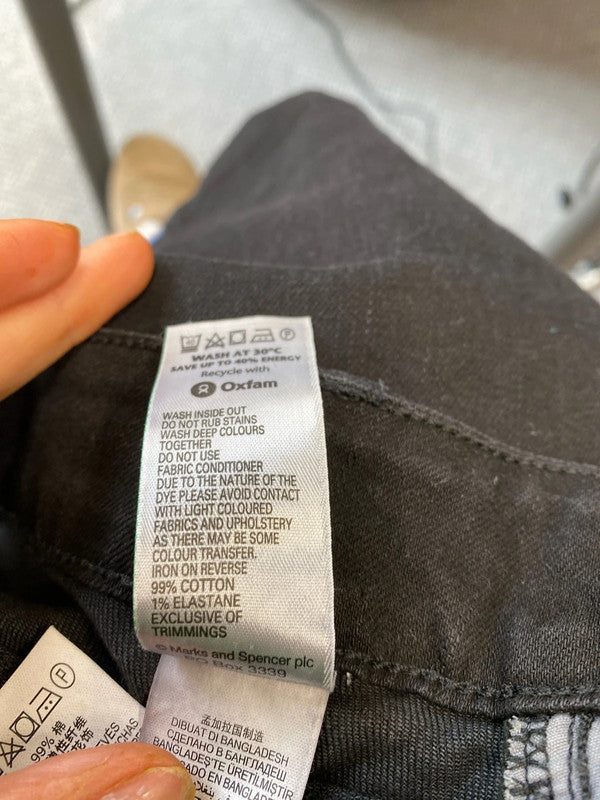 P
WASH AT 30°C
SAVE UP TO 40% ENERGY
Recycle with
Oxfam
WASH INSIDE OUT
DO NOT RUB STAINS
WASH DEEP COLOURS
TOGETHER
DO NOT USE
FABRIC CONDITIONER
DUE TO THE NATURE OF THE
DYE PLEASE AVOID CONTACT
WITH LIGHT COLOURED
FABRICS AND UPHOLSTERY
AS THERE MAY BE SOME
COLOUR TRANSFER.
IRON ON REVERSE
99% COTTON
1% ELASTANE
EXCLUSIVE OF
TRIMMINGS
© Marks and Spencer plc
PO Box 3339
孟加拉国制造
DIBUAT DI BANGLADESH
СДЕЛАНО В БАНГЛАДЕШ
BANGLADEŞ'TE ÜRETİLMİŞTİR
P
99% 棉